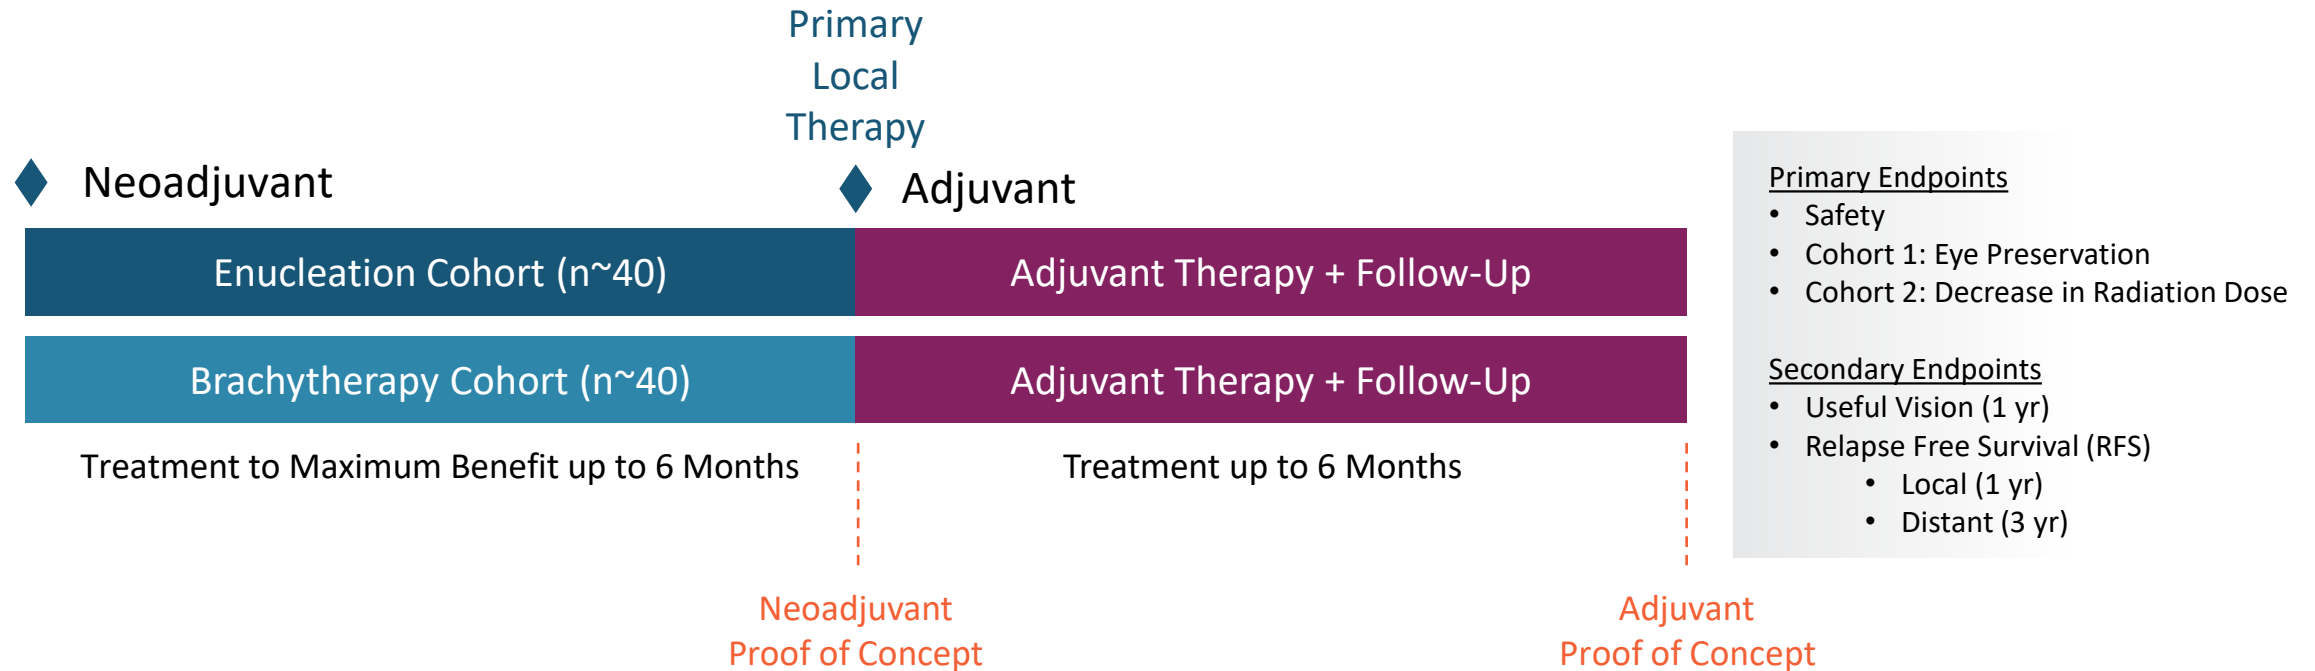 Primary
Local
Therapy
Neoadjuvant
Adjuvant
Enucleation Cohort (n~40)
Adjuvant Therapy + Follow-Up
Brachytherapy Cohort (n~40)
Adjuvant Therapy + Follow-Up
Treatment to Maximum Benefit up to 6 Months
Treatment up to 6 Months
Neoadjuvant
Proof of Concept
Adjuvant
Proof of Concept
Primary Endpoints
• Safety
• Cohort 1: Eye Preservation
• Cohort 2: Decrease in Radiation Dose
Secondary Endpoints
• Useful Vision (1 yr)
• Relapse Free Survival (RFS)
• Local (1 yr)
• Distant (3 yr)